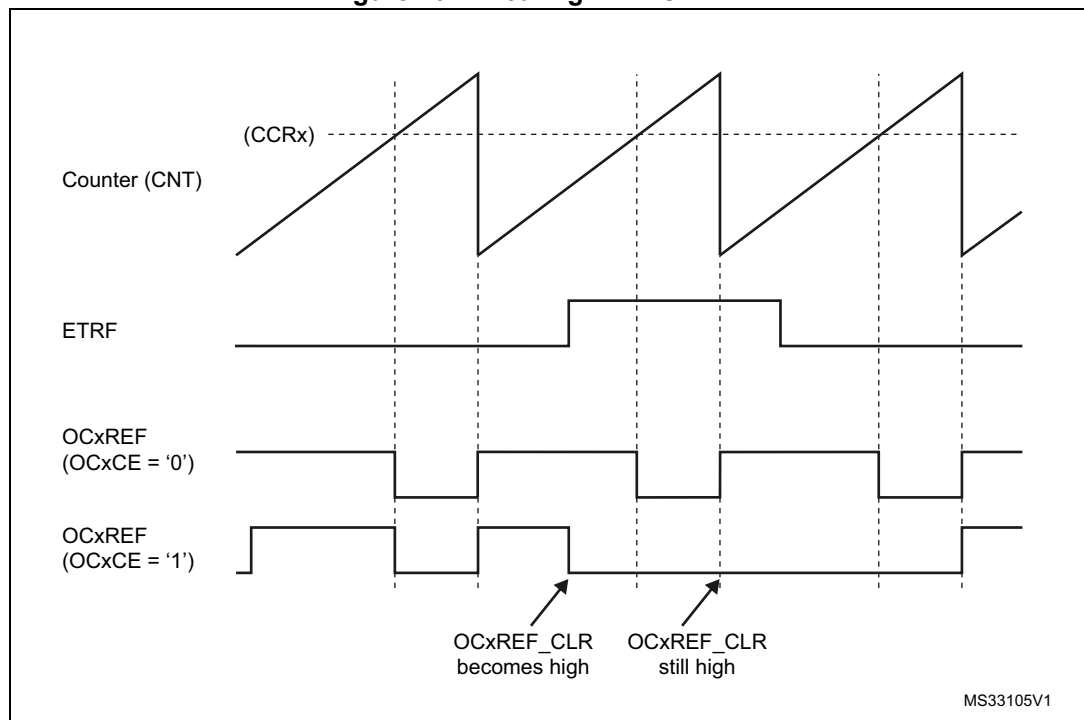 (CCRx)
Counter (CNT)
ETRF
OCxREF
(OCxCE = ‘0’)
OCxREF
(OCxCE = ‘1’)
OCxREF_CLR
becomes high
OCxREF_CLR
still high
MS33105V1